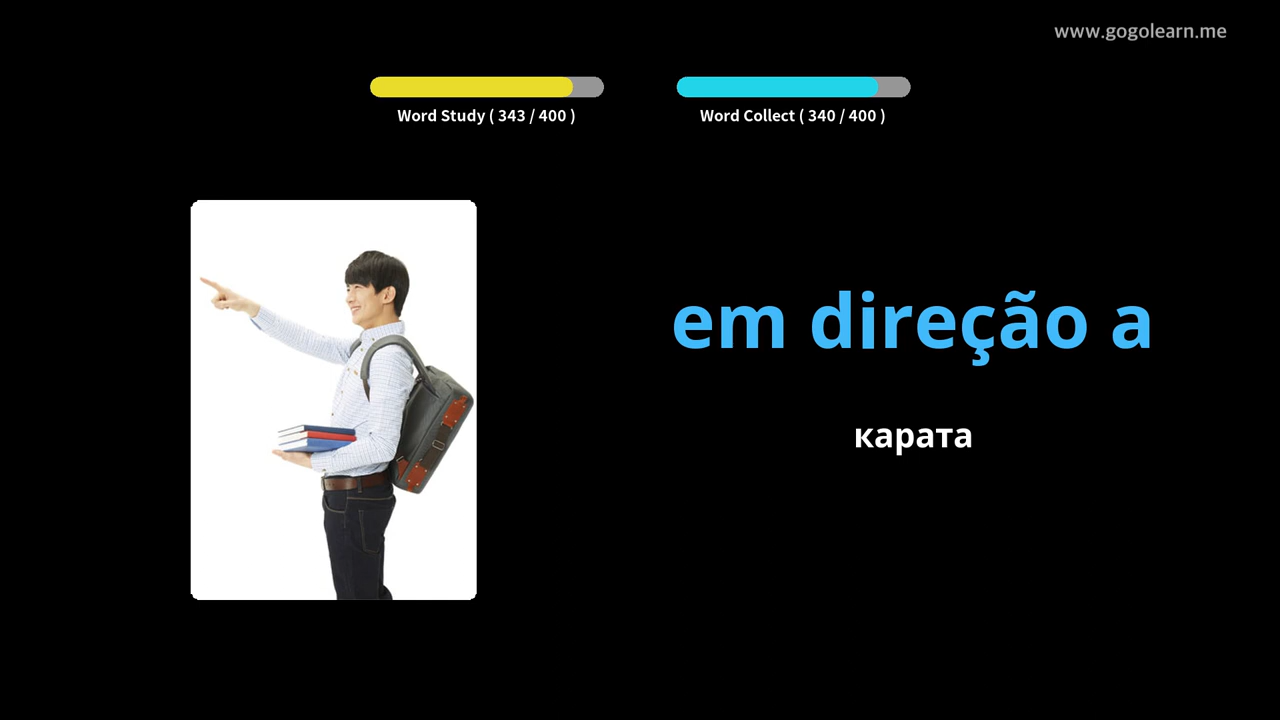 www.gogolearn.me
Word Study ( 343 / 400 )
Word Collect ( 340 / 400 )
em direção a
карата